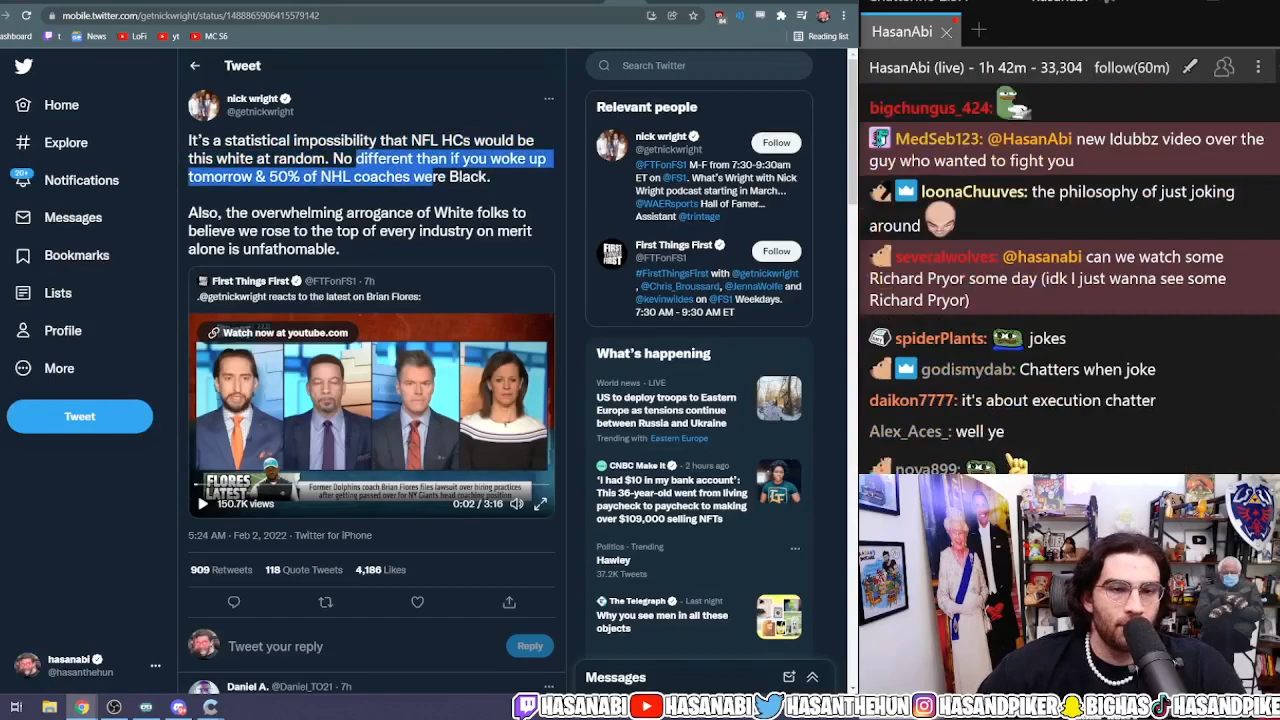 mobile.twitter.com/getnickwright/status/1488865906415579142
ashboard
t
News
LoFi
yt
MC S6
Reading list
Home
Explore
20+
Notifications
Messages
Bookmarks
Lists
Profile
More
Tweet
hasanabi
@hasanthehun
Tweet
nick wright
@getnickwright
It's a statistical impossibility that NFL HCs would be
this white at random. No different than if you woke up
tomorrow & 50% of NHL coaches were Black.
Also, the overwhelming arrogance of White folks to
believe we rose to the top of every industry on merit
alone is unfathomable.
First Things First @FTFonFS1 · 7h
.@getnickwright reacts to the latest on Brian Flores:
Watch now at youtube.com
FLORES
LATEST
Former Dolphins coach Brian Flores files lawsuit over hiring practices
after getting passed over for NY Giants head coaching position
150.7K views
0:02 / 3:16
5:24 AM · Feb 2, 2022 · Twitter for iPhone
909 Retweets 118 Quote Tweets 4,186 Likes
Tweet your reply
Reply
Daniel A. @Daniel_TO21 · 7h
Search Twitter
Relevant people
nick wright
@getnickwright
Follow
@FTFonFS1 M-F from 7:30-9:30am
ET on @FS1. What's Wright with Nick
Wright podcast starting in March...
@WAERsports Hall of Famer...
Assistant @trintage
First Things First
@FTFonFS1
Follow
#FirstThingsFirst with @getnickwright
, @Chris_Broussard, @JennaWolfe and
@kevinwildes on @FS1 Weekdays.
7:30 AM - 9:30 AM ET
What's happening
World news · LIVE
US to deploy troops to Eastern
Europe as tensions continue
between Russia and Ukraine
Trending with Eastern Europe
CNBC Make It · 2 hours ago
'I had $10 in my bank account':
This 36-year-old went from living
paycheck to paycheck to making
over $109,000 selling NFTs
Politics · Trending
Hawley
37.2K Tweets
The Telegraph · Last night
Why you see men in all these
objects
Messages
HasanAbi
HasanAbi (live) - 1h 42m - 33,304 follow(60m)
bigchungus_424:
MedSeb123: @HasanAbi new Idubbz video over the
guy who wanted to fight you
loonaChuuves: the philosophy of just joking
around
severalwolves: @hasanabi can we watch some
Richard Pryor some day (idk I just wanna see some
Richard Pryor)
spiderPlants: jokes
godismydab: Chatters when joke
daikon7777: it's about execution chatter
Alex_Aces_: well ye
nova899:
HASANABI HASANABI HASANTHEHUN HASANDPIKER BIGHAS HASANDPIKE